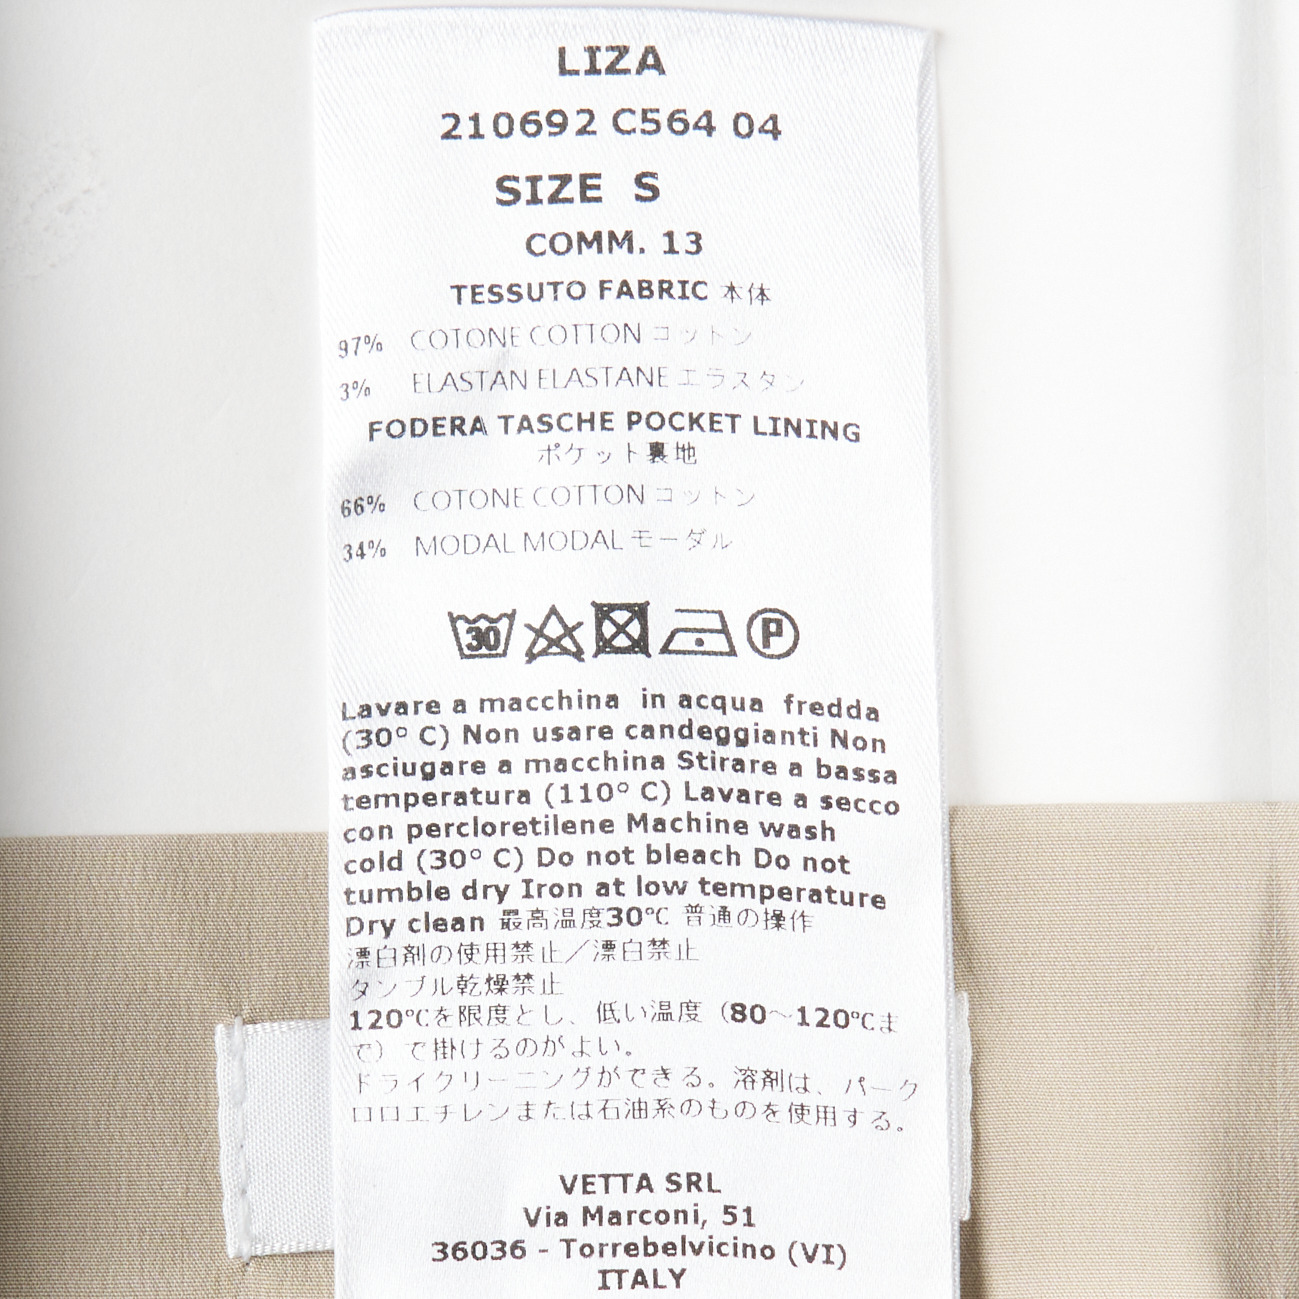 LIZA
210692 C564 04
SIZE S
COMM. 13
TESSUTO FABRIC 本体
97% COTONE COTTON コットン
3% ELASTAN ELASTANE エラスタン
FODERA TASCHE POCKET LINING
ポケット裏地
66% COTONE COTTON コットン
34% MODAL MODAL モーダル
30 P
Lavare a macchina in acqua fredda
(30° C) Non usare candeggianti Non
asciugare a macchina Stirare a bassa
temperatura (110° C) Lavare a secco
con percloretilene Machine wash
cold (30° C) Do not bleach Do not
tumble dry Iron at low temperature
Dry clean 最高温度30℃ 普通の操作
漂白剤の使用禁止／漂白禁止
タンブル乾燥禁止
120℃を限度とし、低い温度（80～120℃ま
で）で掛けるのがよい。
ドライクリーニングができる。溶剤は、パーク
ロロエチレンまたは石油系のものを使用する。
VETTA SRL
Via Marconi, 51
36036 - Torrebelvicino (VI)
ITALY